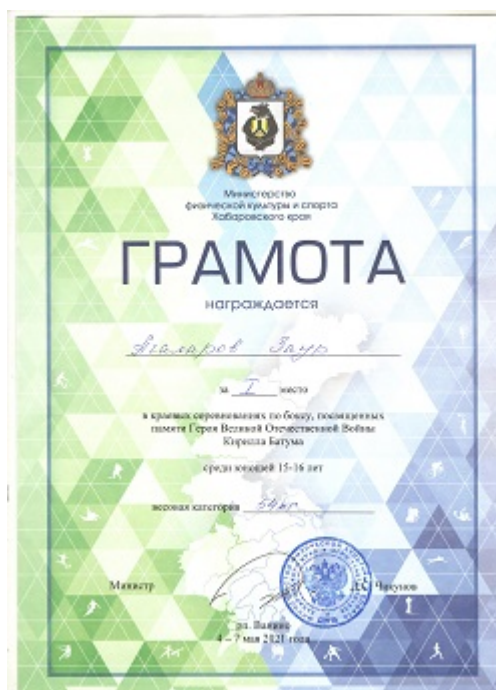 Министерство
физической культуры и спорта
Хабаровского края
ГРАМОТА
награждается
Агаларов Заур
за I место
в краевых соревнованиях по боксу, посвященных
памяти Героя Великой Отечественной Войны
Кирилла Батума
среди юношей 15-16 лет
весовая категория 54кг
Министр Д.С. Чикунов
рп. Ванино
4 – 7 мая 2021 года